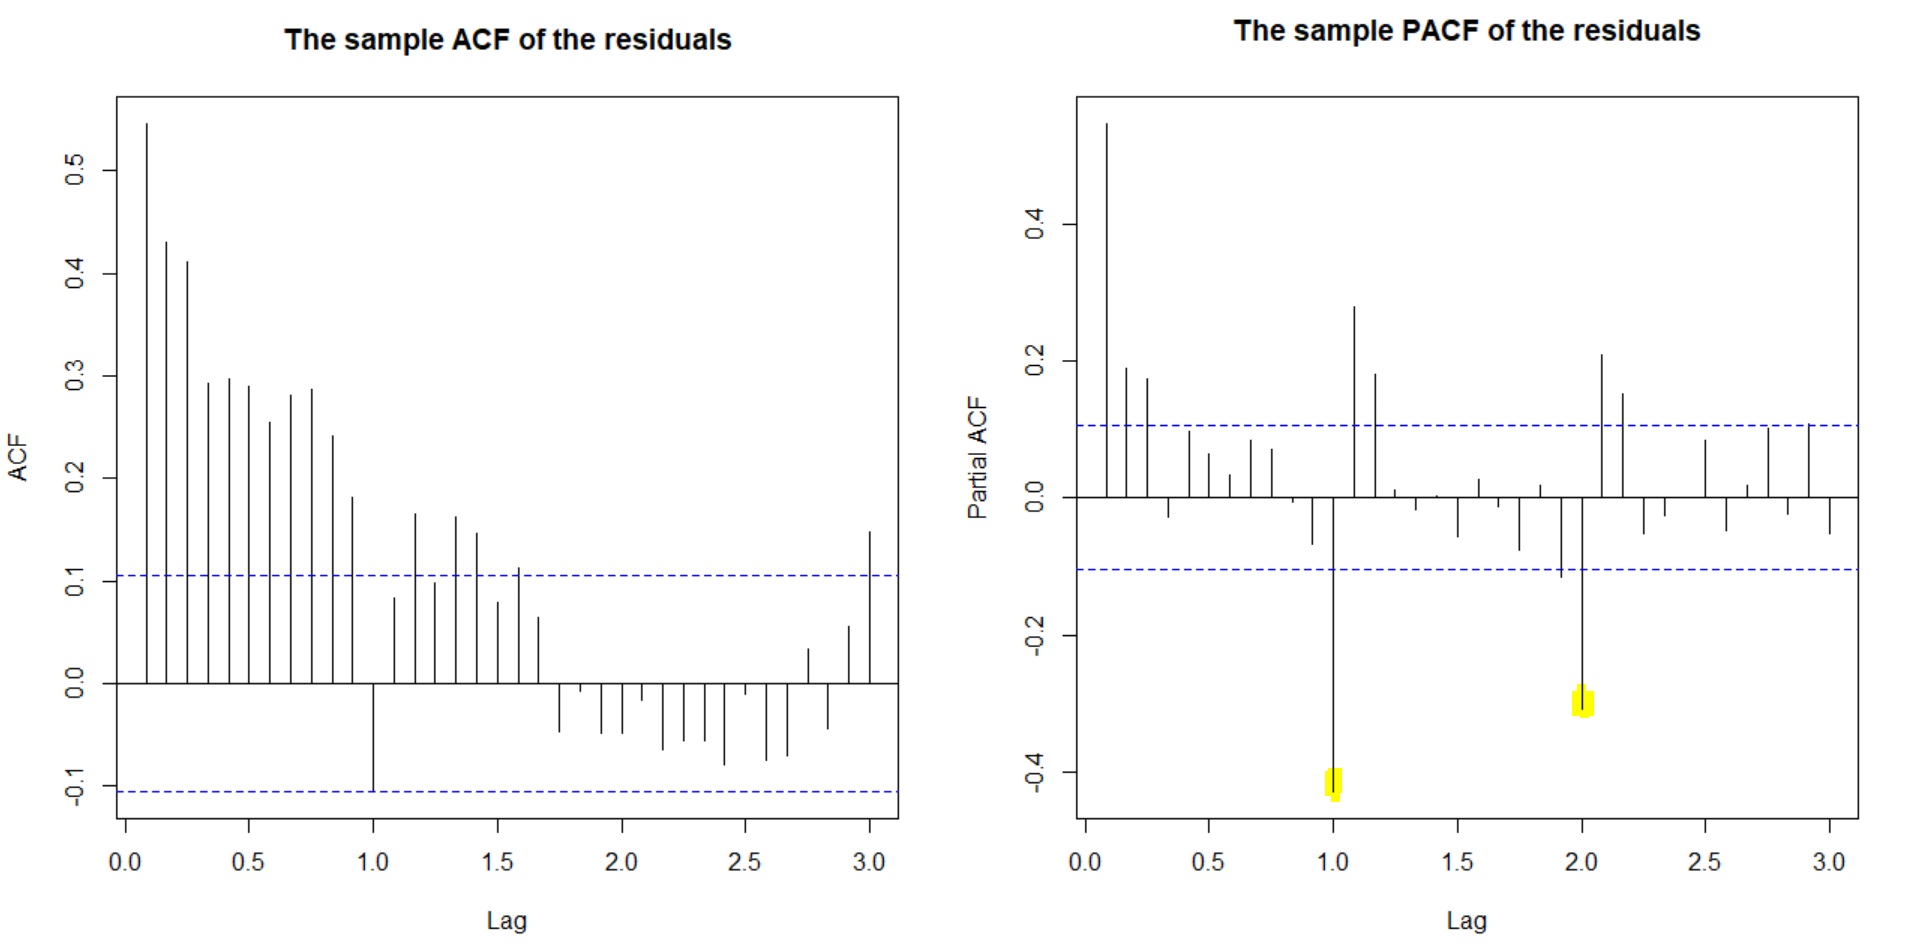 The sample ACF of the residuals
ACF
0.5
0.4
0.3
0.2
0.1
0.0
-0.1
0.0 0.5 1.0 1.5 2.0 2.5 3.0
Lag
The sample PACF of the residuals
Partial ACF
0.4
0.2
0.0
-0.2
-0.4
0.0 0.5 1.0 1.5 2.0 2.5 3.0
Lag